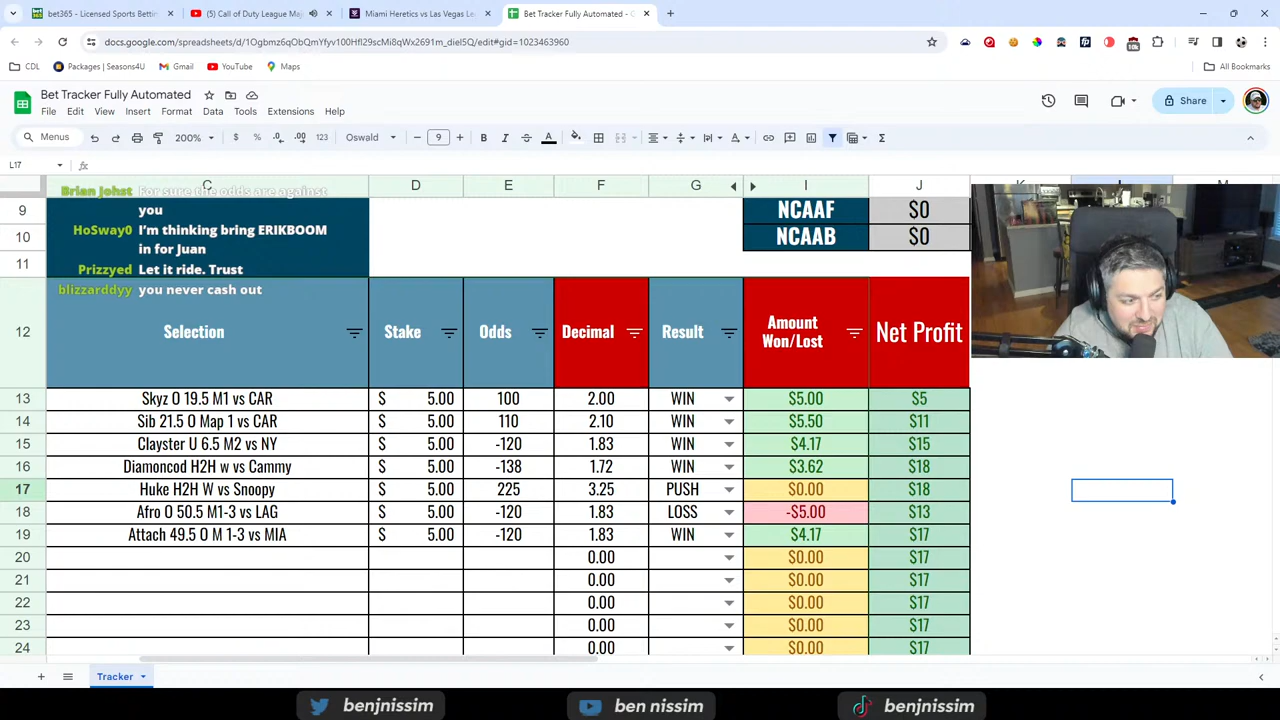 bet365 - Licensed Sports Betti
(5) Call of Duty League Maj
Miami Heretics vs Las Vegas Le
Bet Tracker Fully Automated - G
docs.google.com/spreadsheets/d/1Ogbmz6qObQmYfyv100Hfl29scMi8qWx2691m_diel5Q/edit#gid=1023463960
CDL
Packages | Seasons4U
Gmail
YouTube
Maps
All Bookmarks
Bet Tracker Fully Automated
File Edit View Insert Format Data Tools Extensions Help
Share
Menus
200%
$ % .0 .00 123
Oswald
9
B I A
L17
fx
C D E F G I J K L M
Brian Johst For sure the odds are against
you
HoSway0 I'm thinking bring ERIKBOOM
in for Juan
Prizzyed Let it ride. Trust
blizzarddyy you never cash out
9 NCAAF $0
10 NCAAB $0
11
12 Selection Stake Odds Decimal Result Amount Won/Lost Net Profit
13 Skyz O 19.5 M1 vs CAR $ 5.00 100 2.00 WIN $5.00 $5
14 Sib 21.5 O Map 1 vs CAR $ 5.00 110 2.10 WIN $5.50 $11
15 Clayster U 6.5 M2 vs NY $ 5.00 -120 1.83 WIN $4.17 $15
16 Diamoncod H2H w vs Cammy $ 5.00 -138 1.72 WIN $3.62 $18
17 Huke H2H W vs Snoopy $ 5.00 225 3.25 PUSH $0.00 $18
18 Afro O 50.5 M1-3 vs LAG $ 5.00 -120 1.83 LOSS -$5.00 $13
19 Attach 49.5 O M 1-3 vs MIA $ 5.00 -120 1.83 WIN $4.17 $17
20 0.00 $0.00 $17
21 0.00 $0.00 $17
22 0.00 $0.00 $17
23 0.00 $0.00 $17
24 0.00 $0.00 $17
Tracker
benjnissim
ben nissim
benjnissim